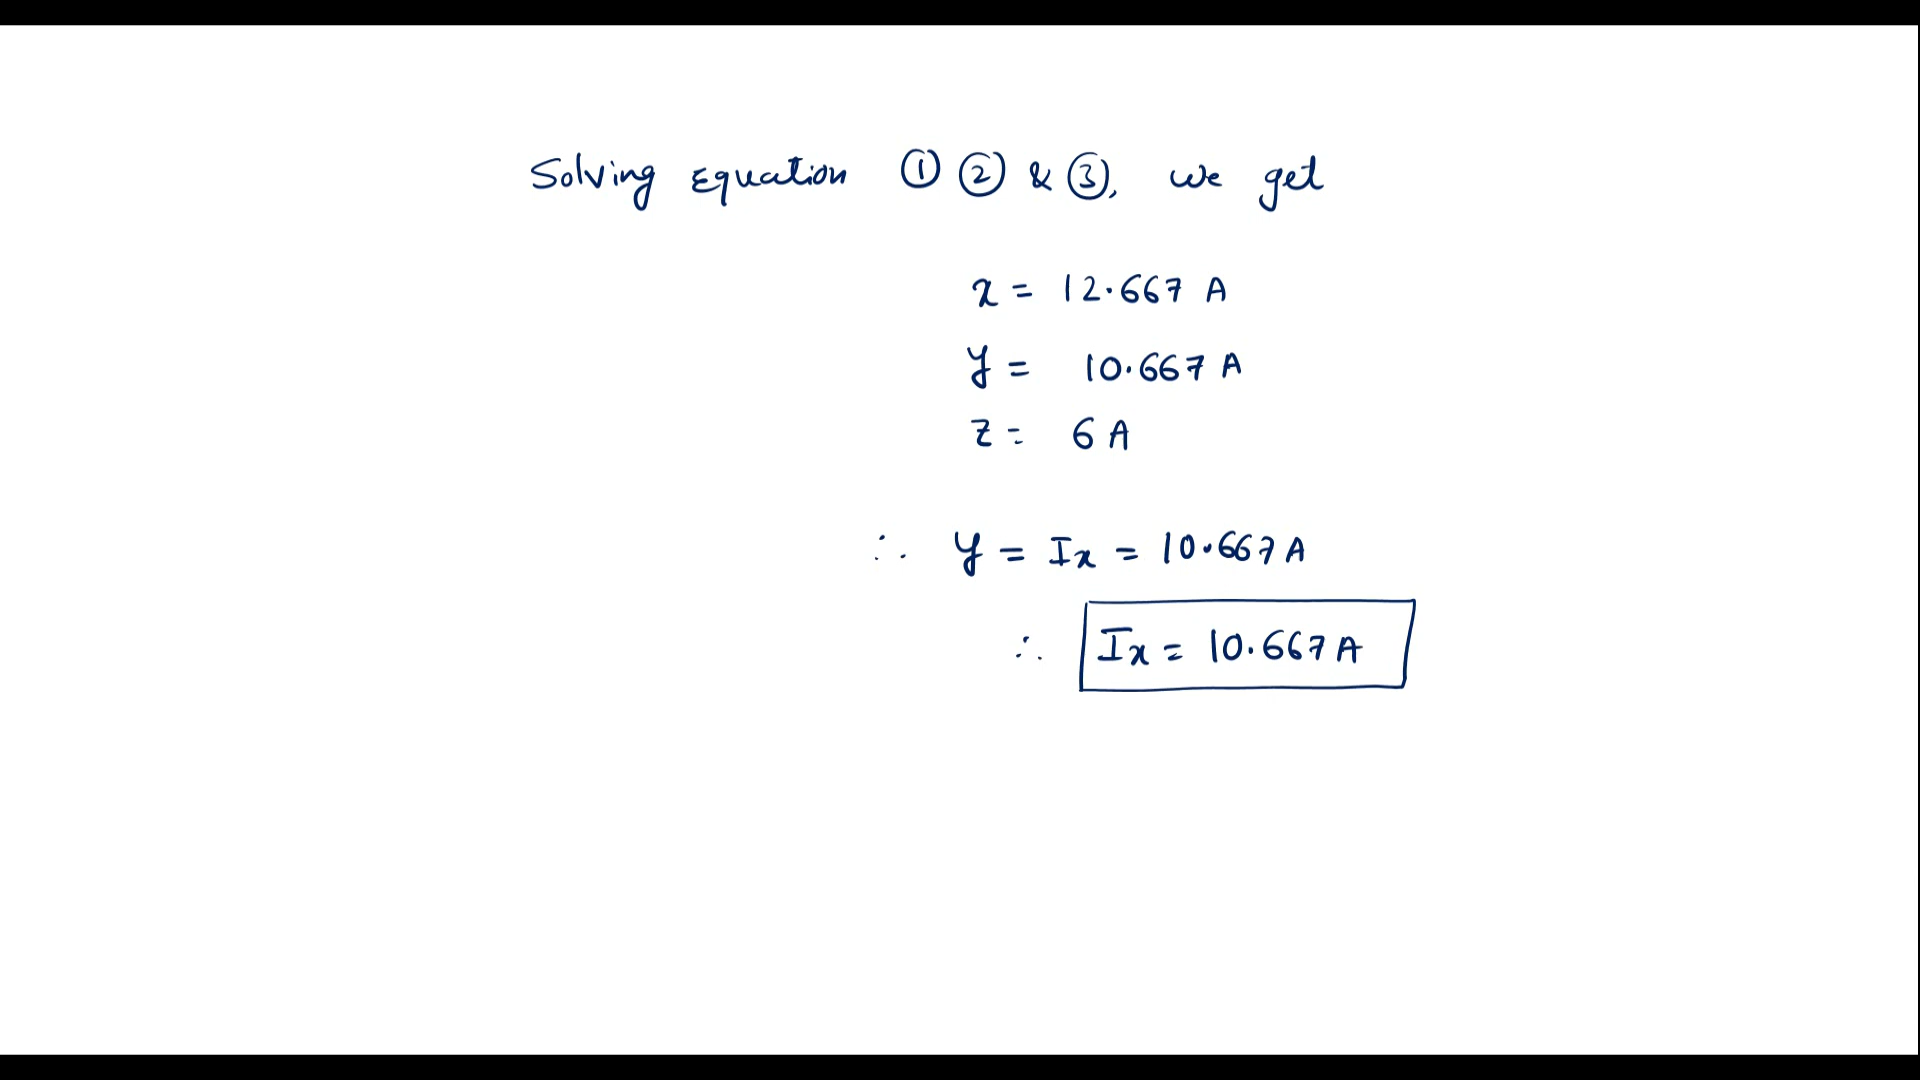 Solving equation ① ② & ③, we get
x = 12.667 A
y = 10.667 A
z = 6 A
∴ y = Ix = 10.667 A
∴ Ix = 10.667 A